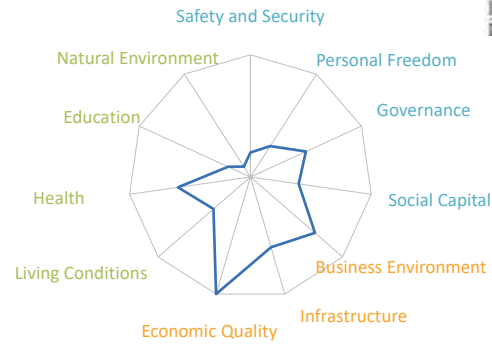 Safety and Security
Natural Environment
Personal Freedom
Education
Governance
Health
Social Capital
Living Conditions
Business Environment
Economic Quality
Infrastructure